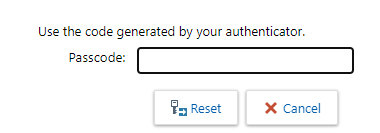 Use the code generated by your authenticator.
Passcode:
Reset Cancel